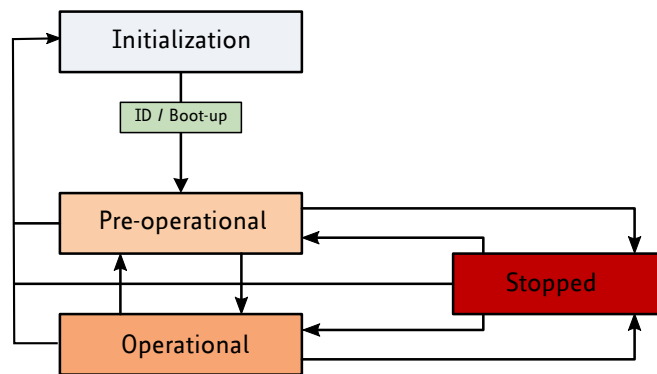 Initialization
ID / Boot-up
Pre-operational
Stopped
Operational